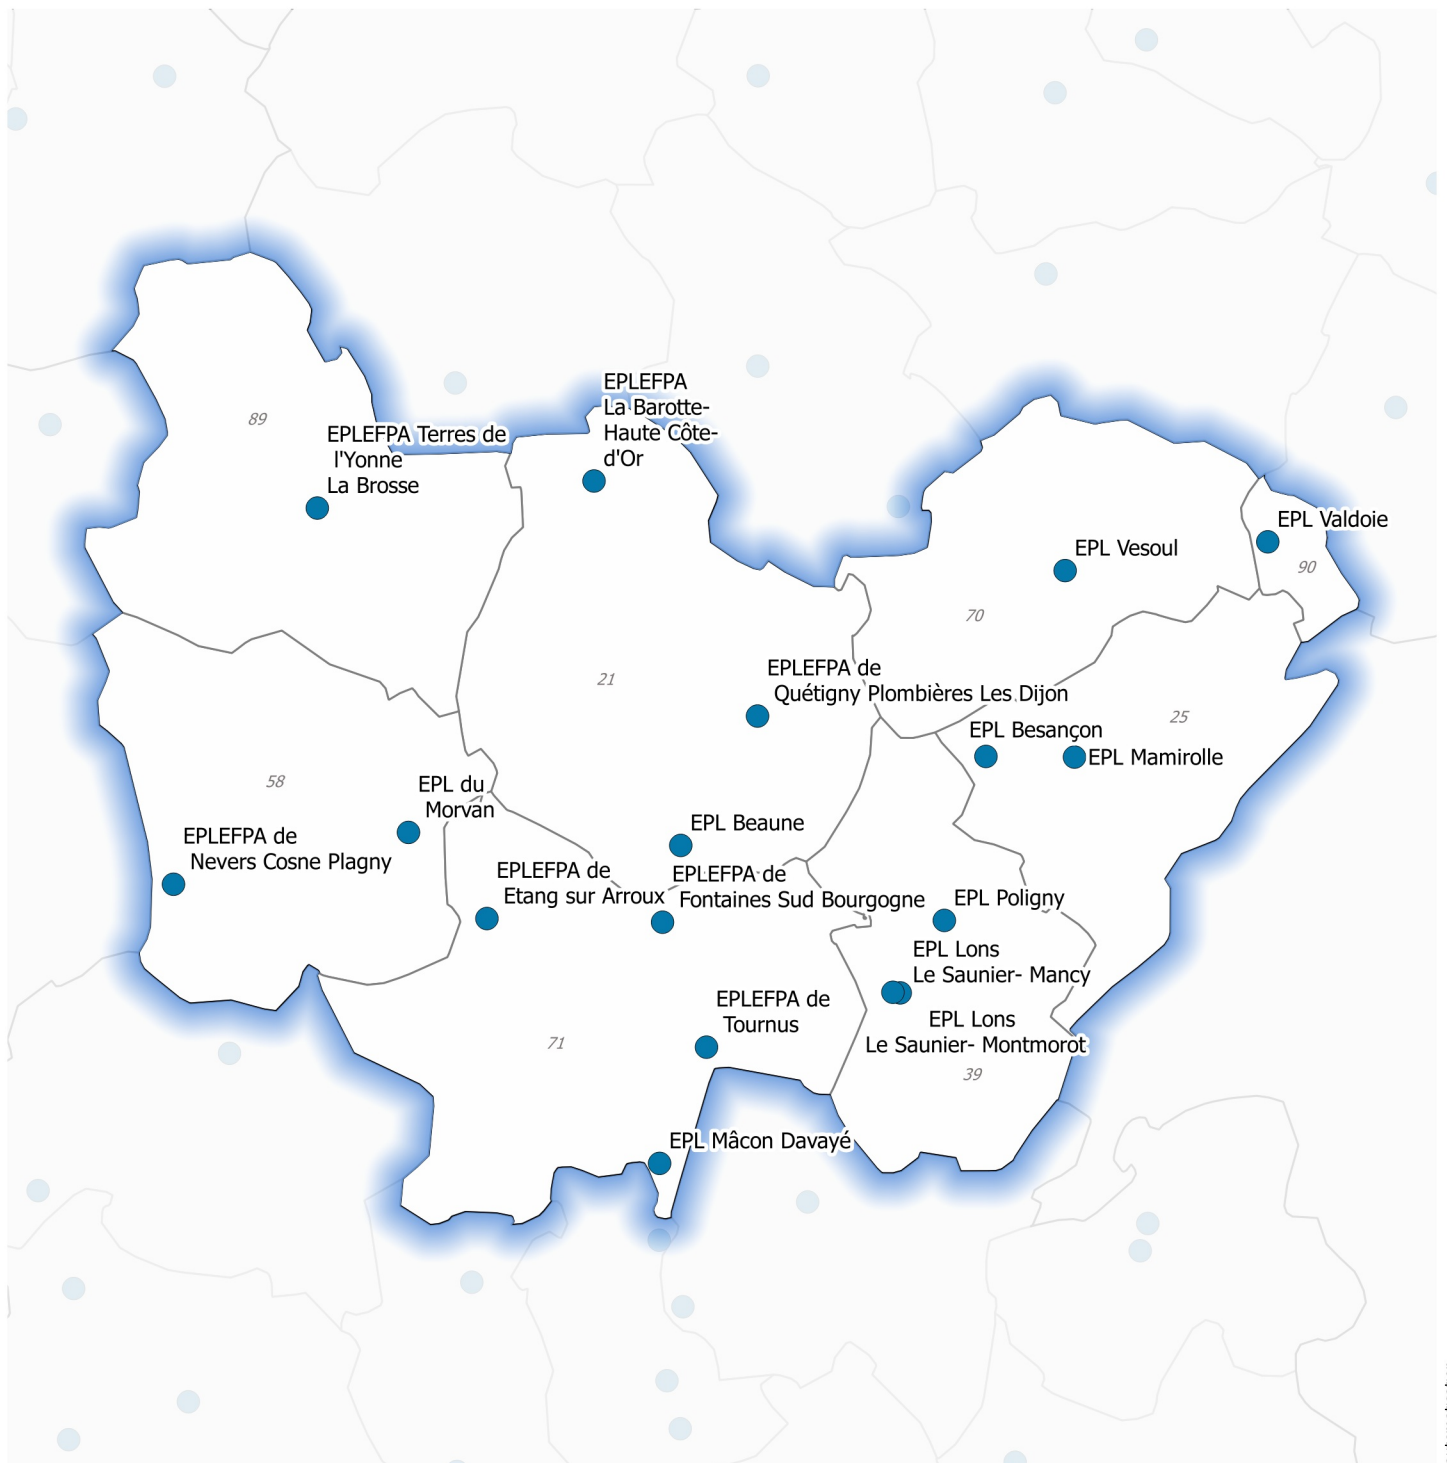 EPLEFPA
La Barotte-
Haute Côte-
d'Or
89
EPLEFPA Terres de
l'Yonne
La Brosse
EPL Valdoie
EPL Vesoul
90
70
EPLEFPA de
Quétigny Plombières Les Dijon
21
25
EPL Besançon
EPL Mamirolle
58
EPL du
Morvan
EPL Beaune
EPLEFPA de
Nevers Cosne Plagny
EPLEFPA de
Etang sur Arroux
EPLEFPA de
Fontaines Sud Bourgogne
EPL Poligny
EPL Lons
Le Saunier- Mancy
EPLEFPA de
Tournus
EPL Lons
Le Saunier- Montmorot
71
39
EPL Mâcon Davayé